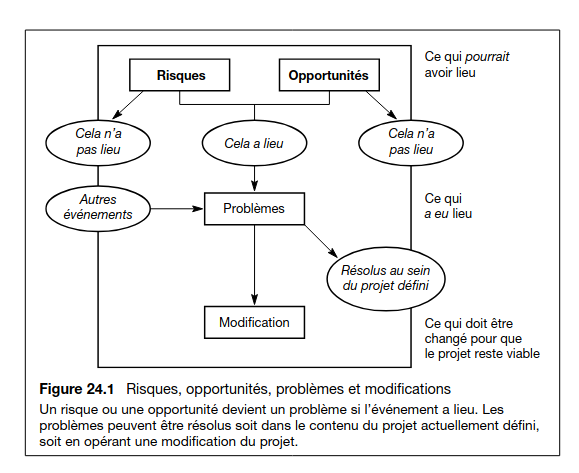 Risques
Opportunités
Ce qui pourrait
avoir lieu
Cela n'a
pas lieu
Cela a lieu
Cela n'a
pas lieu
Autres
événements
Problèmes
Ce qui
a eu lieu
Résolus au sein
du projet défini
Modification
Ce qui doit être
changé pour que
le projet reste viable
Figure 24.1 Risques, opportunités, problèmes et modifications
Un risque ou une opportunité devient un problème si l'événement a lieu. Les
problèmes peuvent être résolus soit dans le contenu du projet actuellement défini,
soit en opérant une modification du projet.